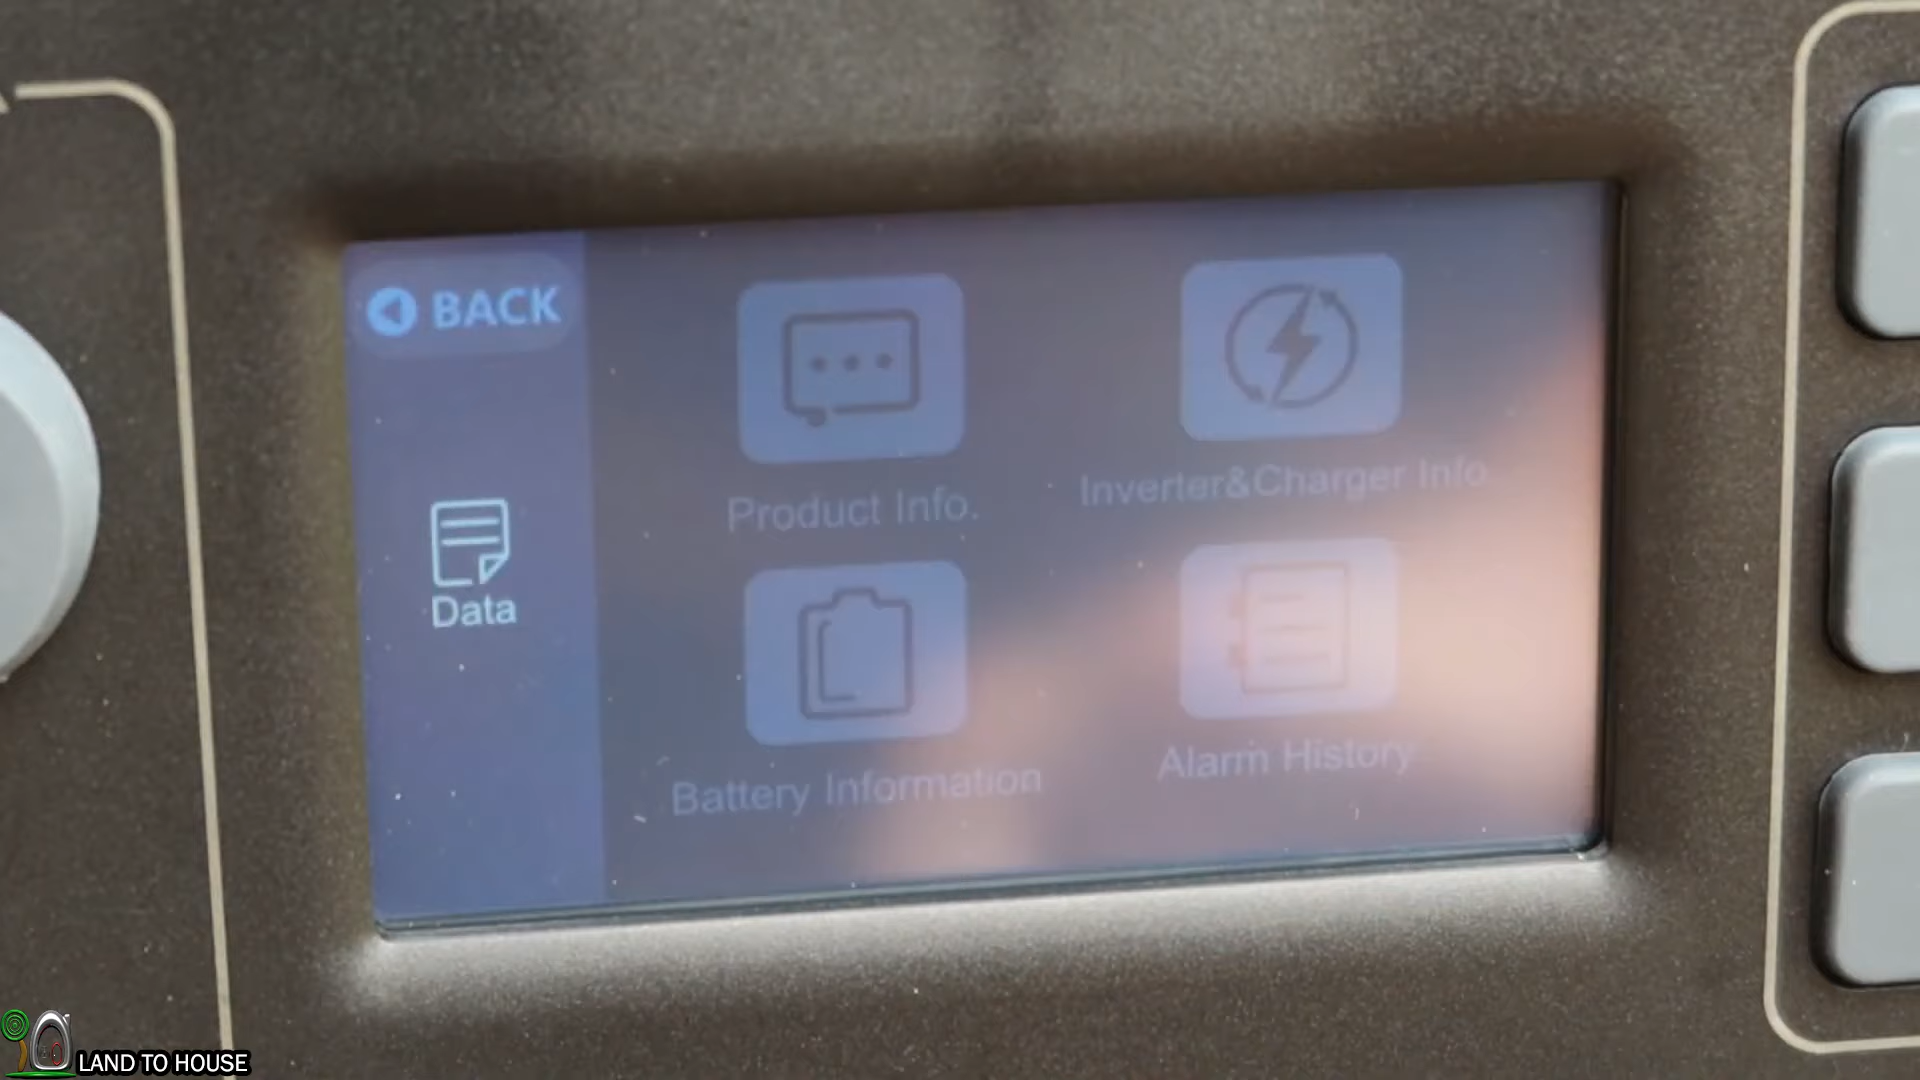 BACK
Product Info.
Inverter&Charger Info
Data
Battery Information
Alarm History
LAND TO HOUSE